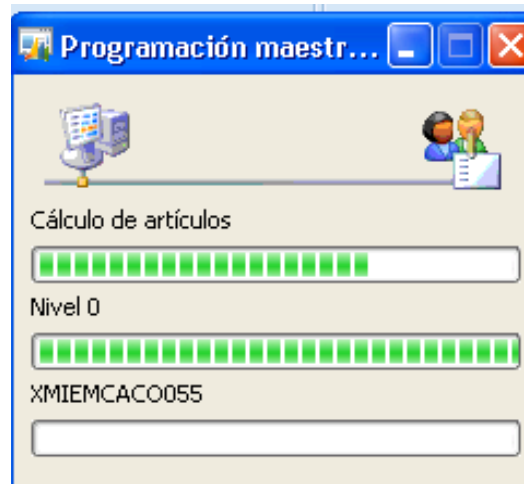 Programación maestr...
Cálculo de artículos
Nivel 0
XMIEMCACO055